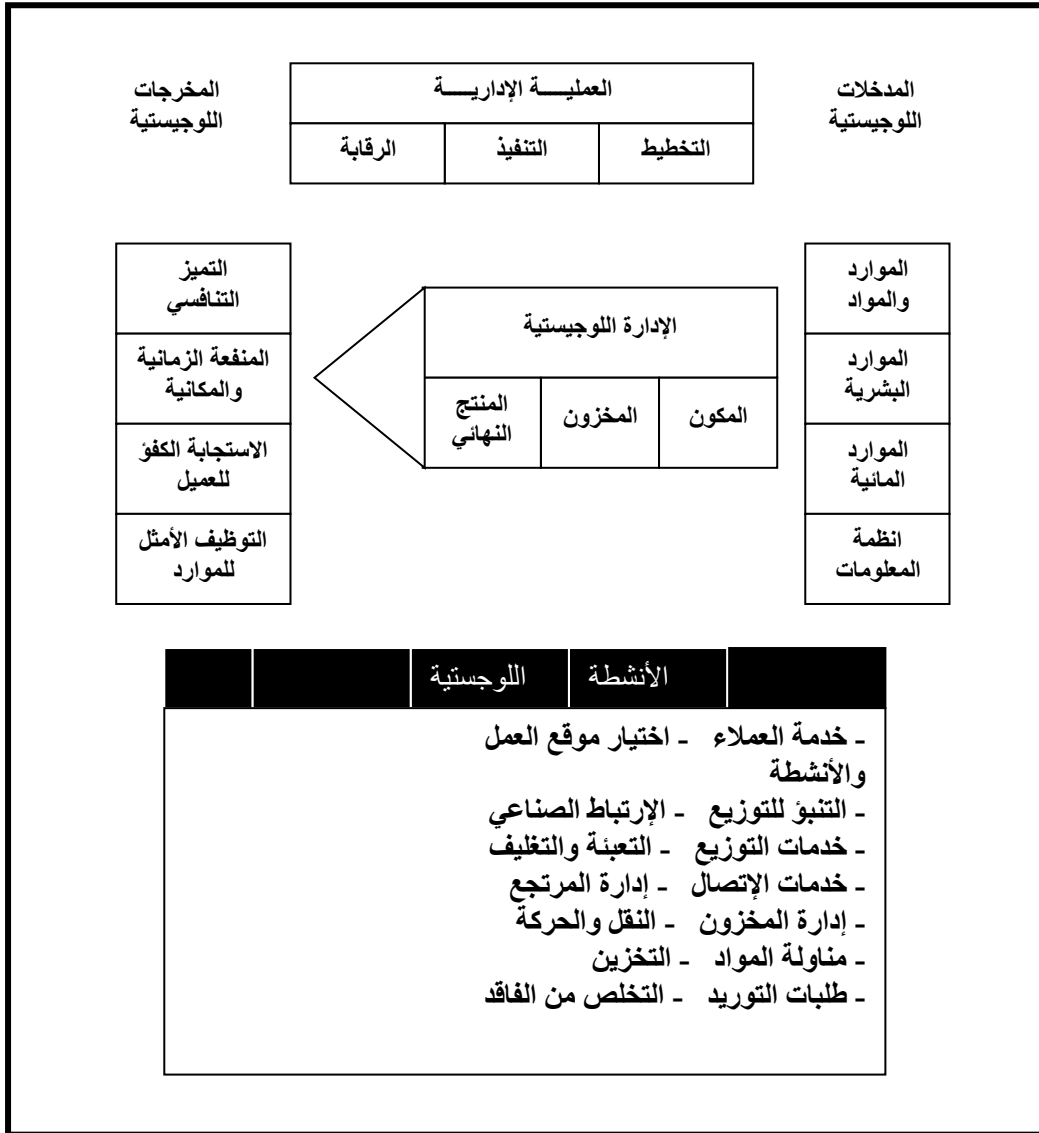 المدخلات
اللوجيستية
العمليـــــة الإداريـــــة
التخطيط
التنفيذ
الرقابة
المخرجات
اللوجيستية
الموارد
والمواد
الموارد
البشرية
الموارد
المائية
انظمة
المعلومات
الإدارة اللوجيستية
المكون
المخزون
المنتج
النهائي
التميز
التنافسي
المنفعة الزمانية
والمكانية
الاستجابة الكفؤ
للعميل
التوظيف الأمثل
للموارد
الأنشطة اللوجستية
- خدمة العملاء - اختيار موقع العمل
والأنشطة
- التنبؤ للتوزيع - الإرتباط الصناعي
- خدمات التوزيع - التعبئة والتغليف
- خدمات الإتصال - إدارة المرتجع
- إدارة المخزون - النقل والحركة
- مناولة المواد - التخزين
- طلبات التوريد - التخلص من الفاقد